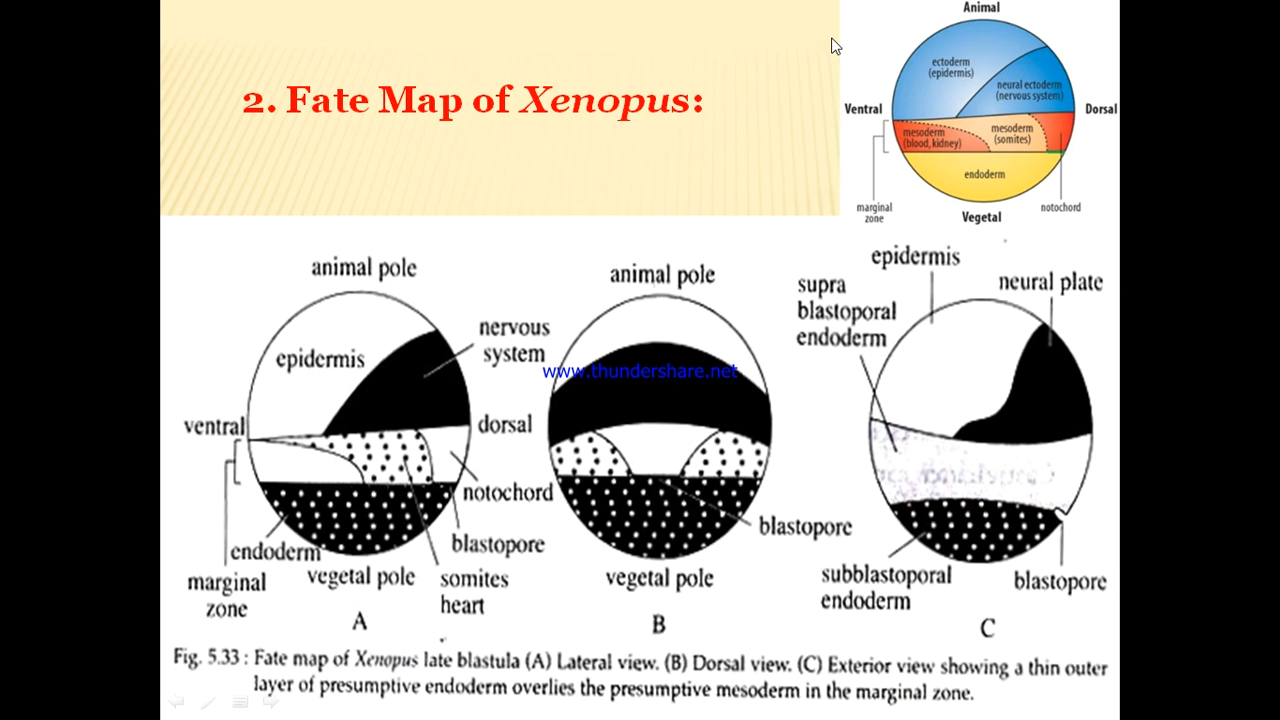 2. Fate Map of Xenopus:
Animal
ectoderm
(epidermis)
neural ectoderm
(nervous system)
Ventral
Dorsal
mesoderm
(blood, kidney)
mesoderm
(somites)
endoderm
marginal
zone
notochord
Vegetal
animal pole
nervous
system
epidermis
ventral
dorsal
notochord
blastopore
endoderm
marginal
zone
vegetal pole
somites
heart
A
animal pole
www.thundershare.net
blastopore
vegetal pole
B
epidermis
neural plate
supra
blastoporal
endoderm
subblastoporal
endoderm
blastopore
C
Fig. 5.33 : Fate map of Xenopus late blastula (A) Lateral view. (B) Dorsal view. (C) Exterior view showing a thin outer
layer of presumptive endoderm overlies the presumptive mesoderm in the marginal zone.